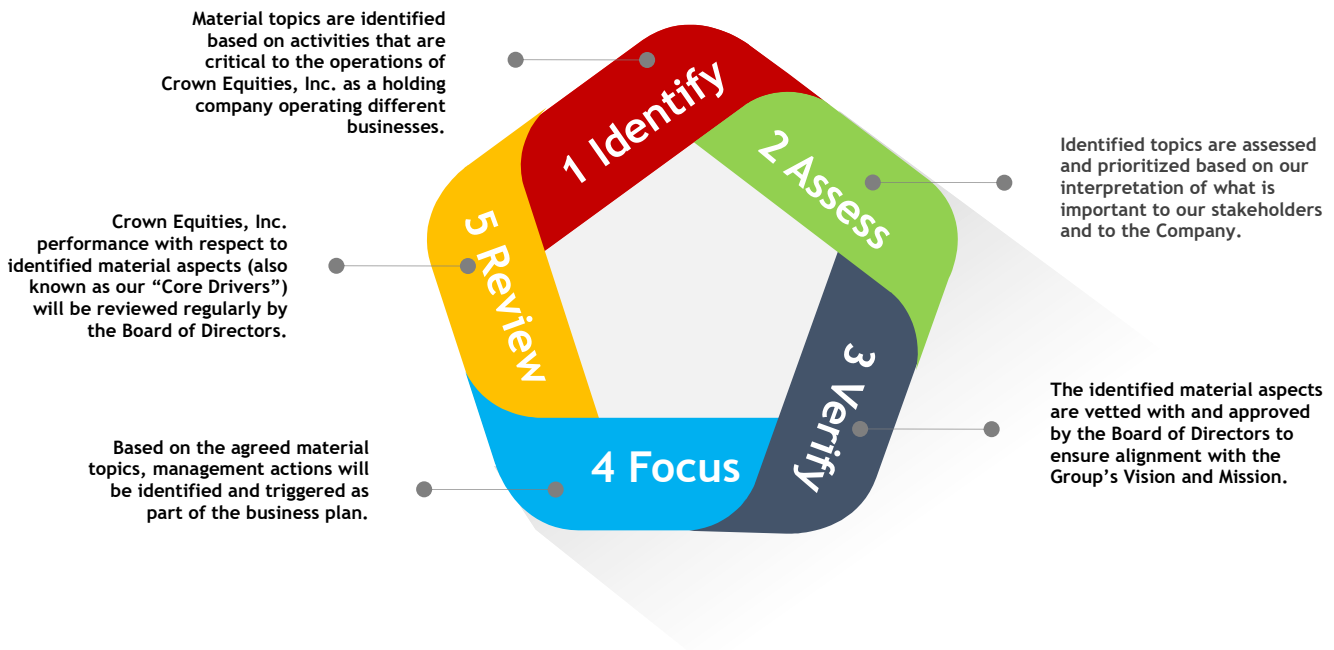 Material topics are identified
based on activities that are
critical to the operations of
Crown Equities, Inc. as a holding
company operating different
businesses.
1 Identify
2 Assess
Identified topics are assessed
and prioritized based on our
interpretation of what is
important to our stakeholders
and to the Company.
3 Verify
The identified material aspects
are vetted with and approved
by the Board of Directors to
ensure alignment with the
Group’s Vision and Mission.
4 Focus
Based on the agreed material
topics, management actions will
be identified and triggered as
part of the business plan.
5 Review
Crown Equities, Inc.
performance with respect to
identified material aspects (also
known as our “Core Drivers”)
will be reviewed regularly by
the Board of Directors.